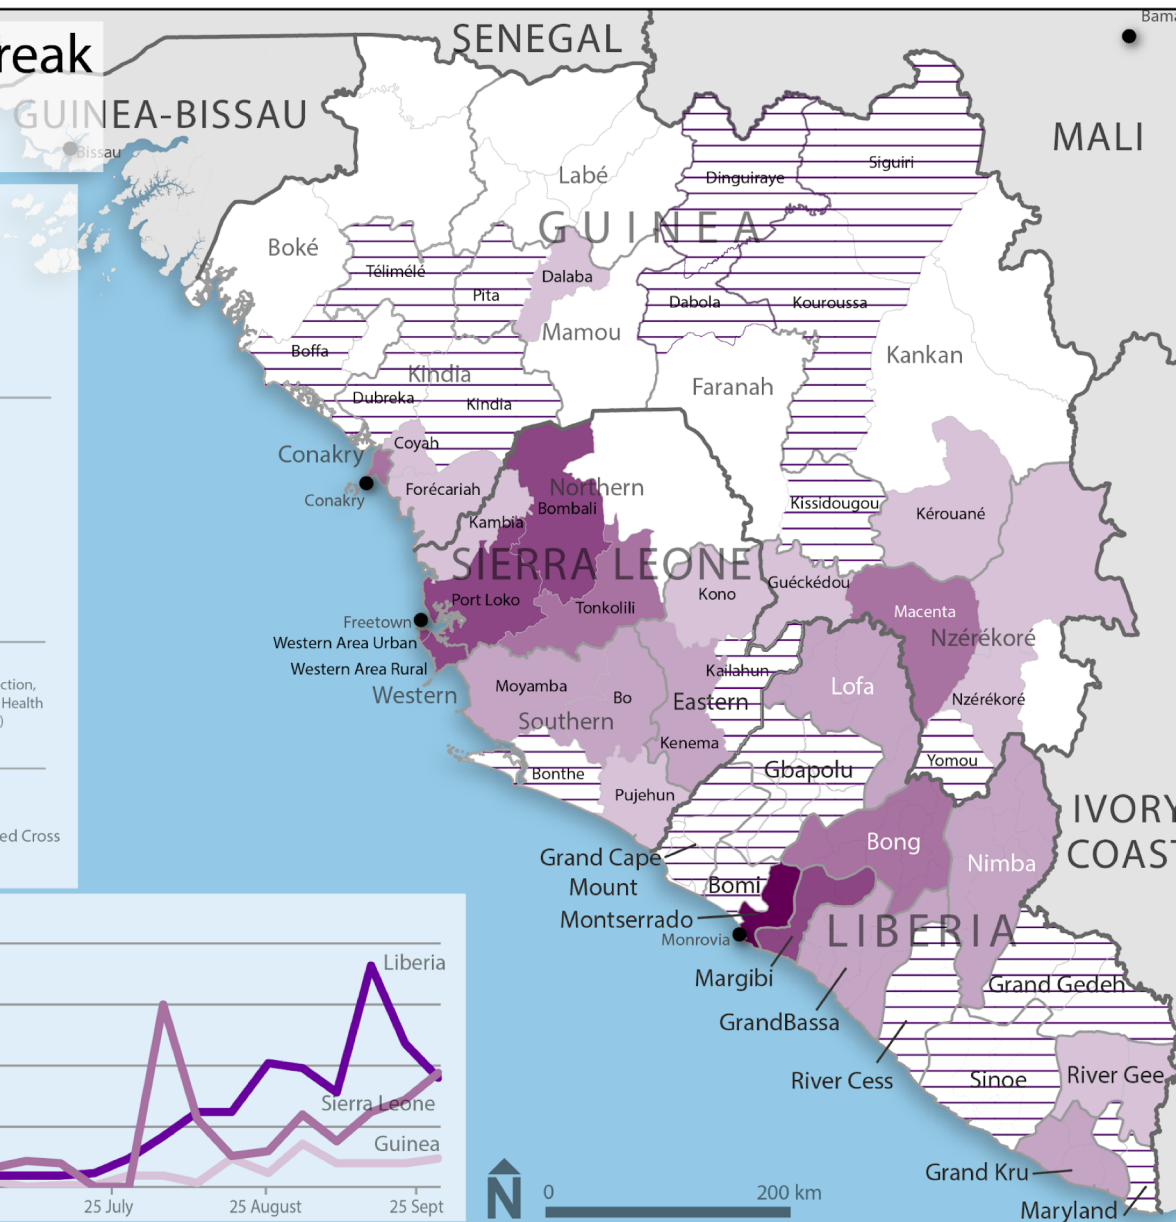 reak
SENEGAL
Bam
GUINEA-BISSAU
Bissau
MALI
Labé
Dinguiraye
Siguiri
GUINEA
Boké
Télimélé
Dalaba
Pita
Dabola
Kouroussa
Mamou
Boffa
Kankan
Kindia
Faranah
Dubreka
Kindia
Coyah
Conakry
Forécariah
Conakry
Northern
Kissidougou
Kérouané
Bombali
Kambia
SIERRA LEONE
Guéckédou
Kono
Port Loko
Tonkolili
Macenta
Freetown
Western Area Urban
Nzérékoré
Western Area Rural
Kailahun
ction,
Moyamba
Lofa
Western
Bo
Eastern
Nzérékoré
Health
)
Southern
Kenema
Yomou
Bonthe
Gbapolu
Pujehun
IVORY
COAST
ed Cross
Bong
Grand Cape
Mount
Nimba
Bomi
Montserrado
LIBERIA
Monrovia
Margibi
Grand Gedeh
GrandBassa
River Cess
Sinoe
River Gee
Grand Kru
Maryland
Liberia
Sierra Leone
Guinea
25 July
25 August
25 Sept
N
0
200 km